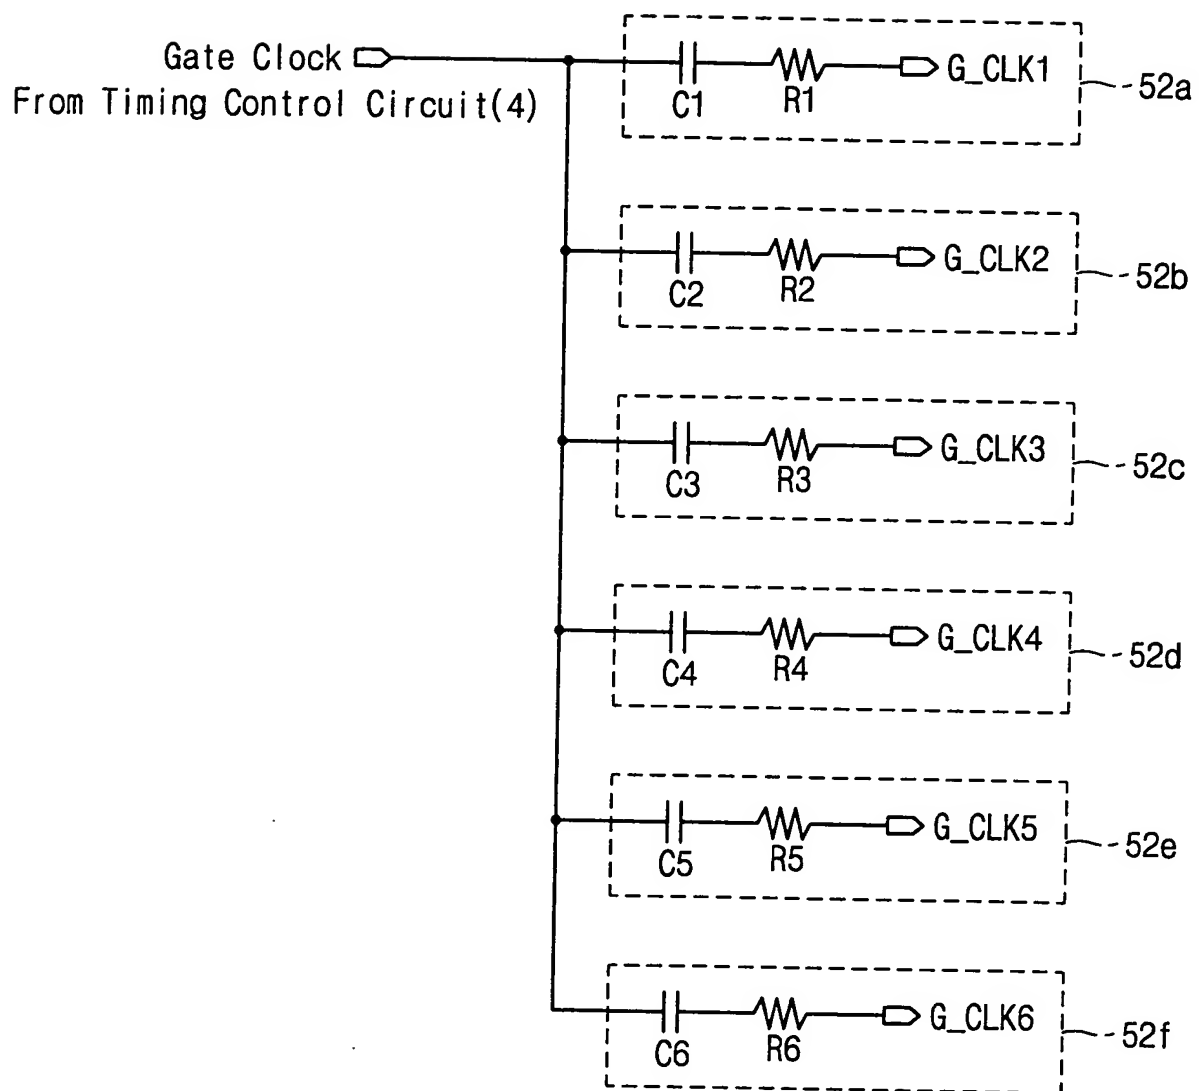 Gate Clock
From Timing Control Circuit(4)
C1 R1 G_CLK1 52a
C2 R2 G_CLK2 52b
C3 R3 G_CLK3 52c
C4 R4 G_CLK4 52d
C5 R5 G_CLK5 52e
C6 R6 G_CLK6 52f